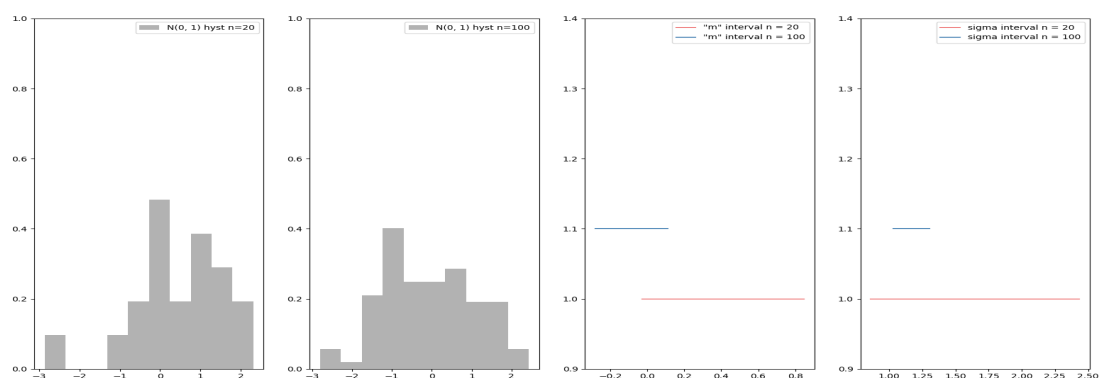 1.0
0.8
0.6
0.4
0.2
0.0
−3 −2 −1 0 1 2
N(0, 1) hyst n=20
1.0
0.8
0.6
0.4
0.2
0.0
−3 −2 −1 0 1 2
N(0, 1) hyst n=100
1.4
1.3
1.2
1.1
1.0
0.9
−0.2 0.0 0.2 0.4 0.6 0.8
"m" interval n = 20
"m" interval n = 100
1.4
1.3
1.2
1.1
1.0
0.9
1.00 1.25 1.50 1.75 2.00 2.25 2.50
sigma interval n = 20
sigma interval n = 100